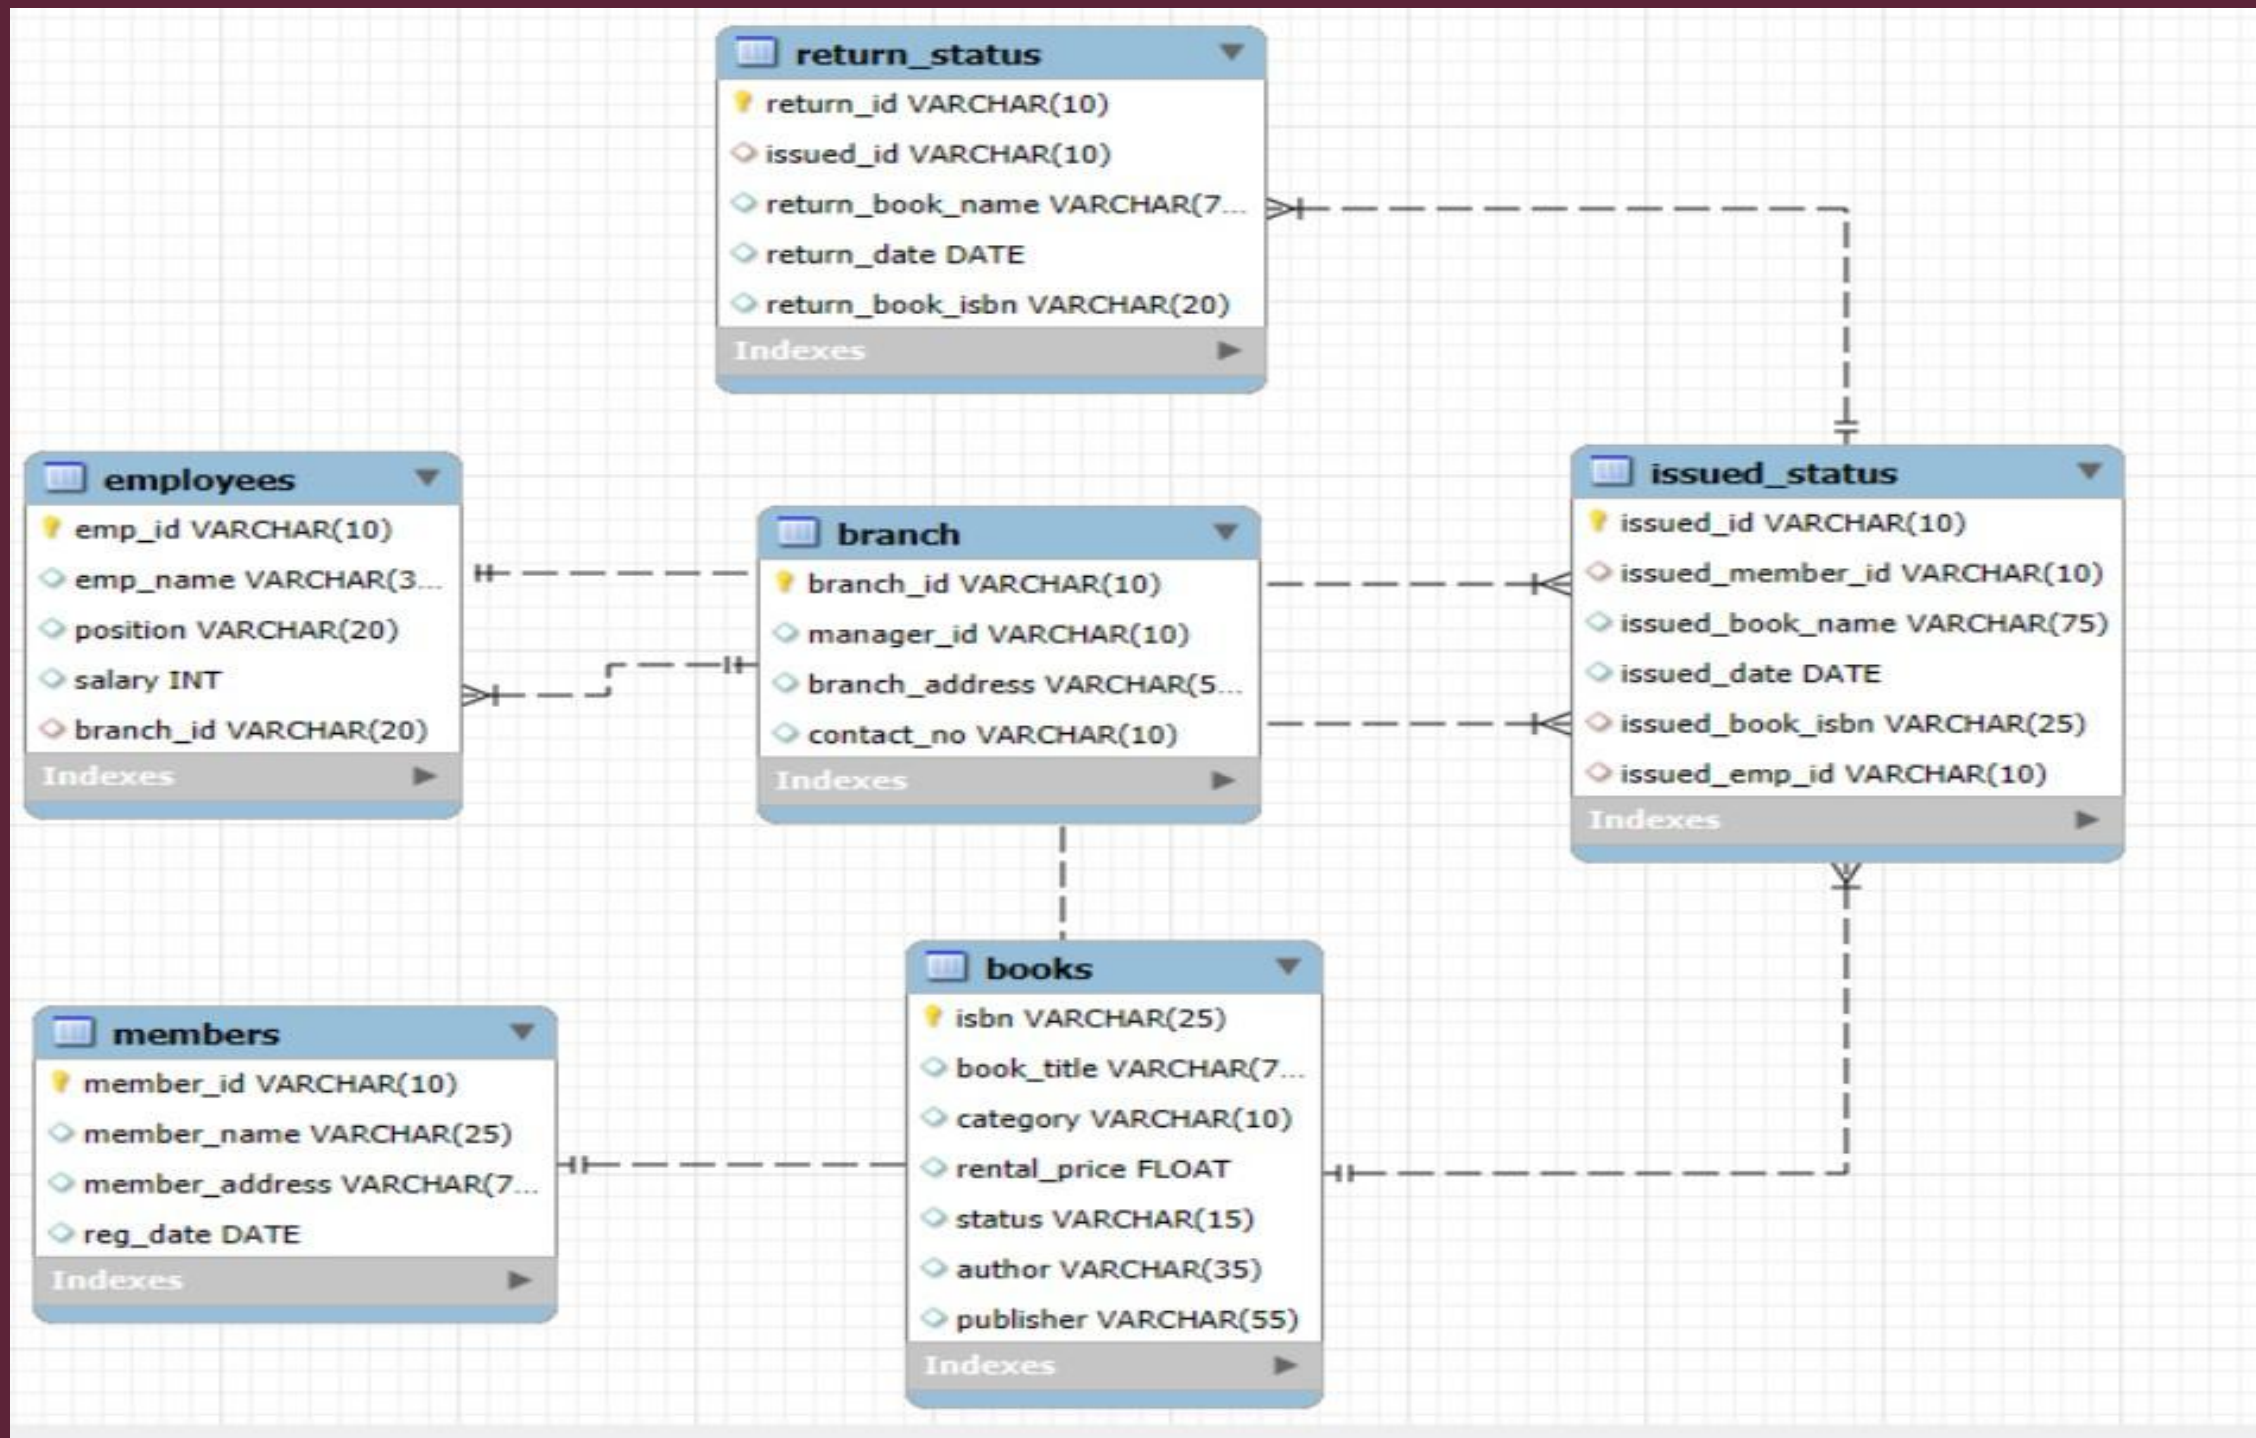 return_status
return_id VARCHAR(10)
issued_id VARCHAR(10)
return_book_name VARCHAR(7...
return_date DATE
return_book_isbn VARCHAR(20)
Indexes
employees
emp_id VARCHAR(10)
emp_name VARCHAR(3...
position VARCHAR(20)
salary INT
branch_id VARCHAR(20)
Indexes
branch
branch_id VARCHAR(10)
manager_id VARCHAR(10)
branch_address VARCHAR(5...
contact_no VARCHAR(10)
Indexes
issued_status
issued_id VARCHAR(10)
issued_member_id VARCHAR(10)
issued_book_name VARCHAR(75)
issued_date DATE
issued_book_isbn VARCHAR(25)
issued_emp_id VARCHAR(10)
Indexes
members
member_id VARCHAR(10)
member_name VARCHAR(25)
member_address VARCHAR(7...
reg_date DATE
Indexes
books
isbn VARCHAR(25)
book_title VARCHAR(7...
category VARCHAR(10)
rental_price FLOAT
status VARCHAR(15)
author VARCHAR(35)
publisher VARCHAR(55)
Indexes